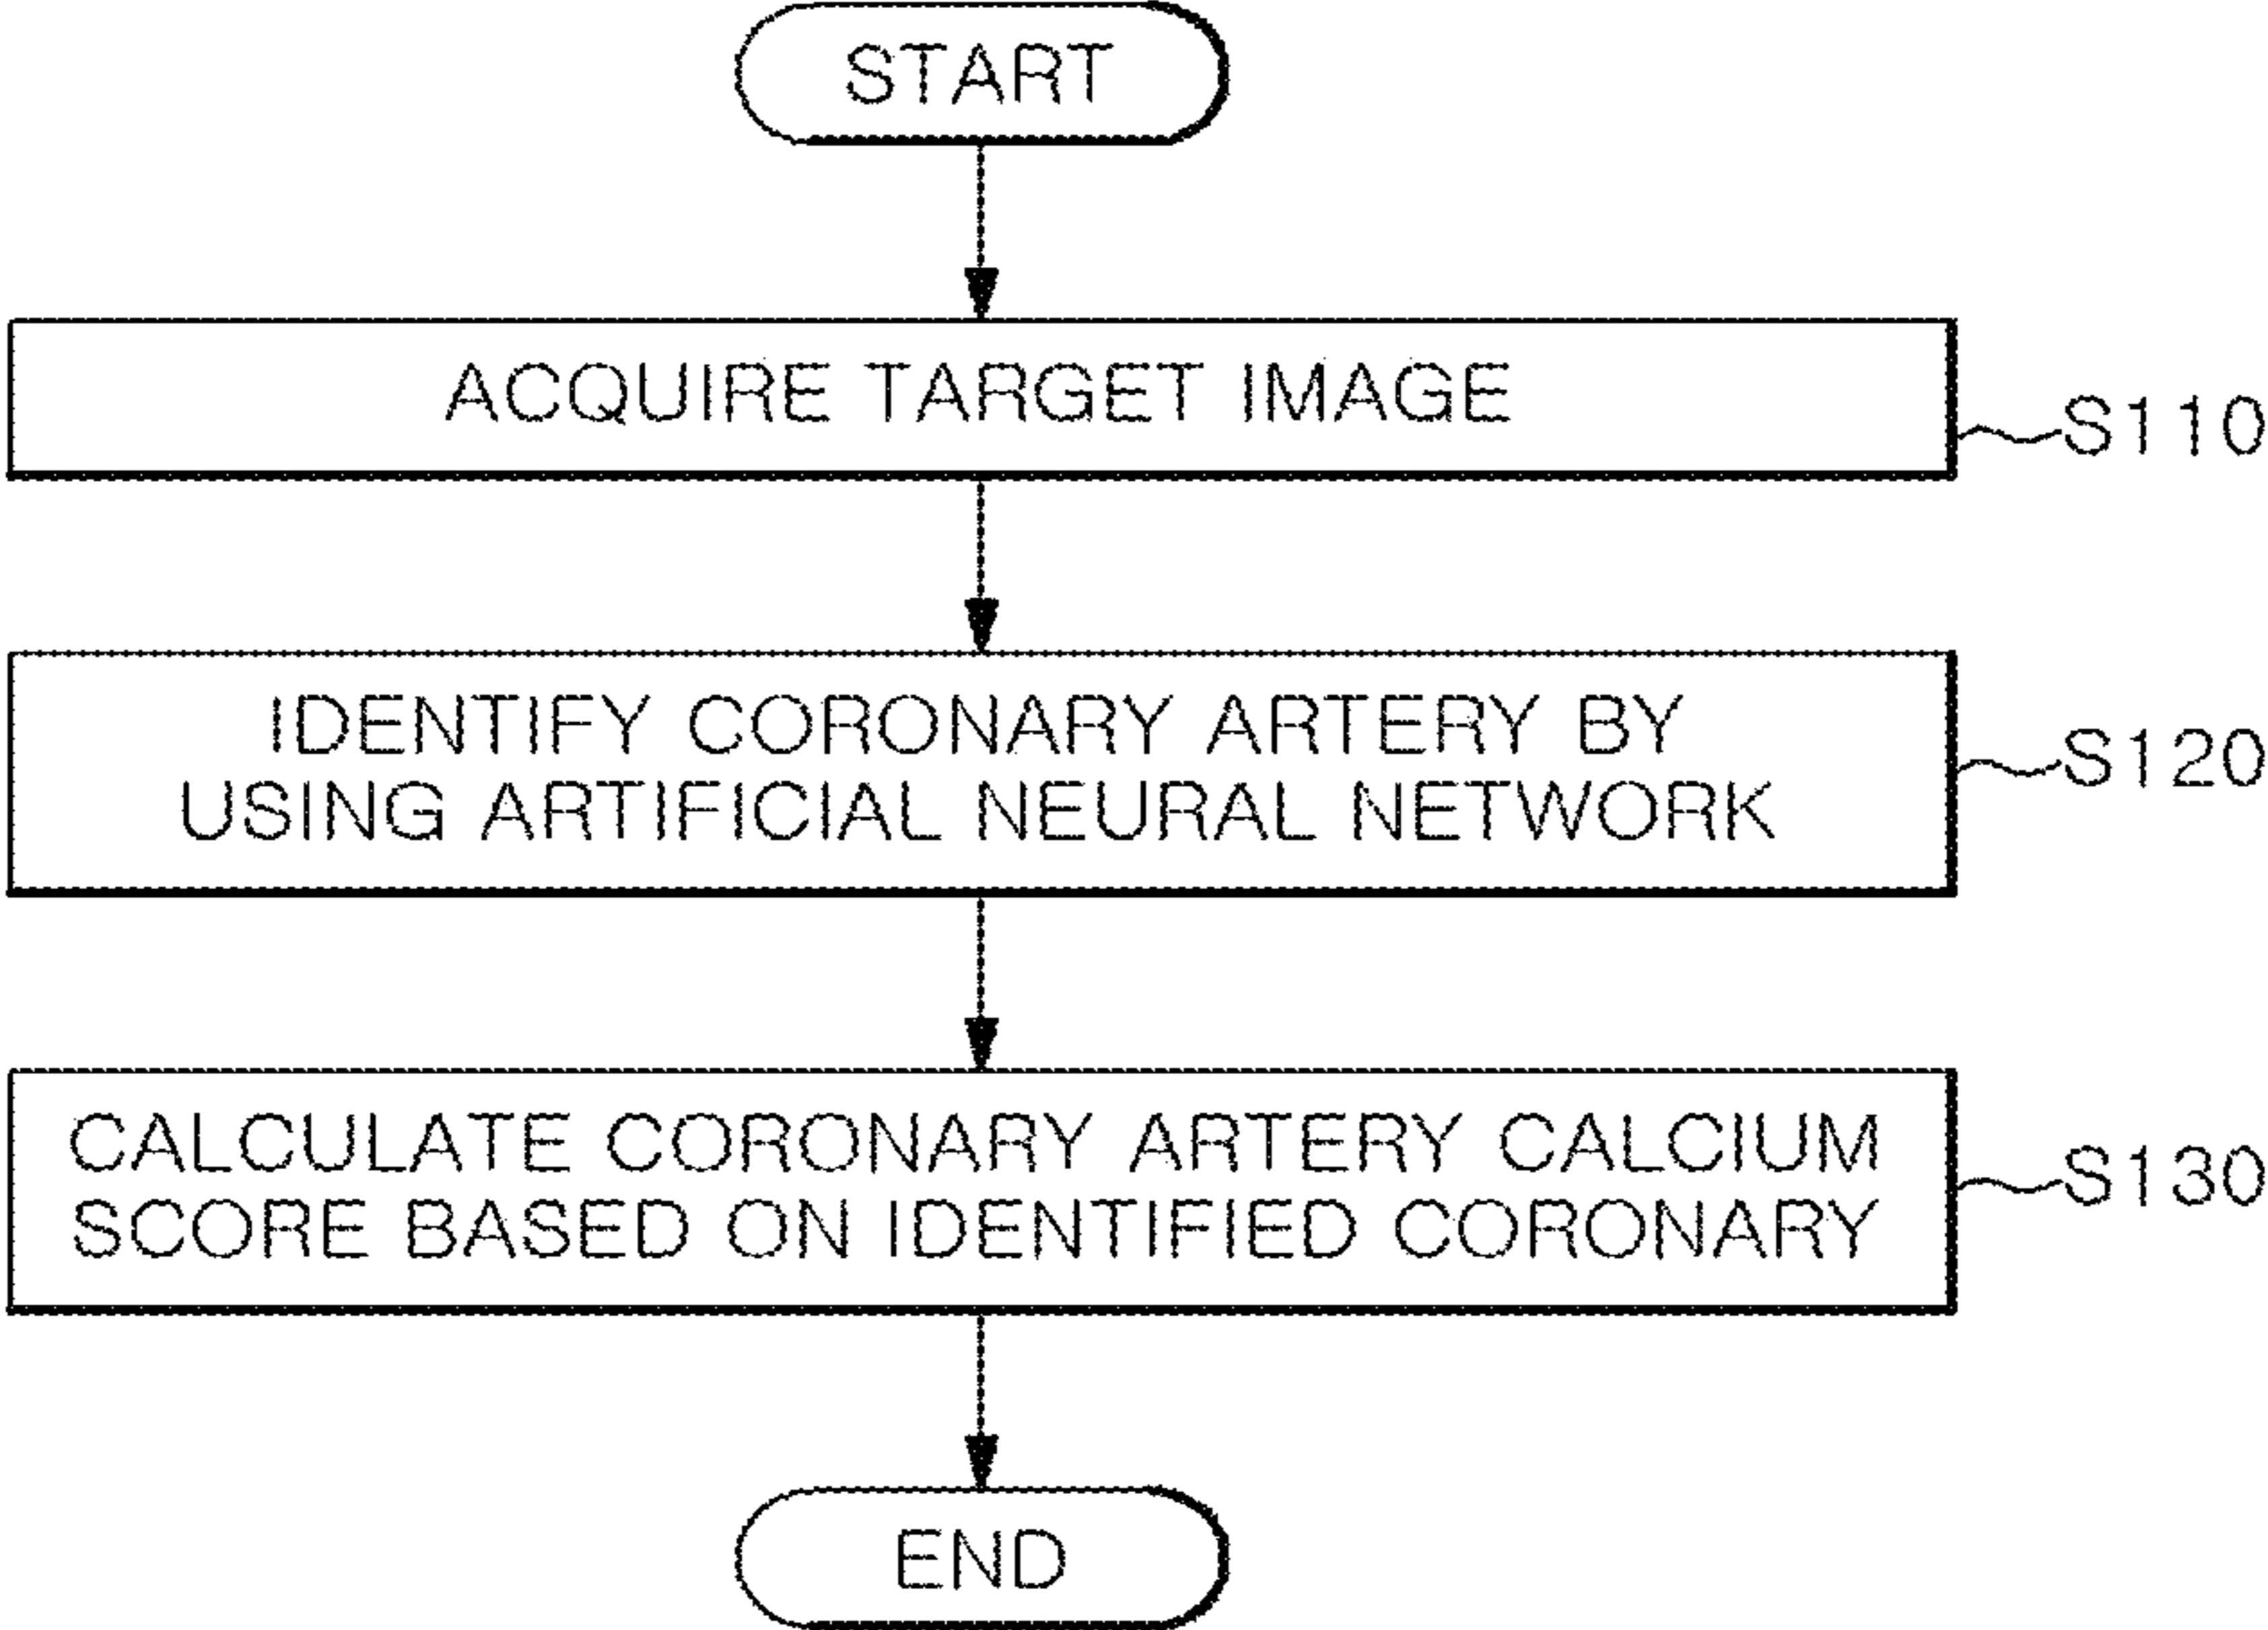 START
ACQUIRE TARGET IMAGE
S110
IDENTIFY CORONARY ARTERY BY
USING ARTIFICIAL NEURAL NETWORK
S120
CALCULATE CORONARY ARTERY CALCIUM
SCORE BASED ON IDENTIFIED CORONARY
S130
END